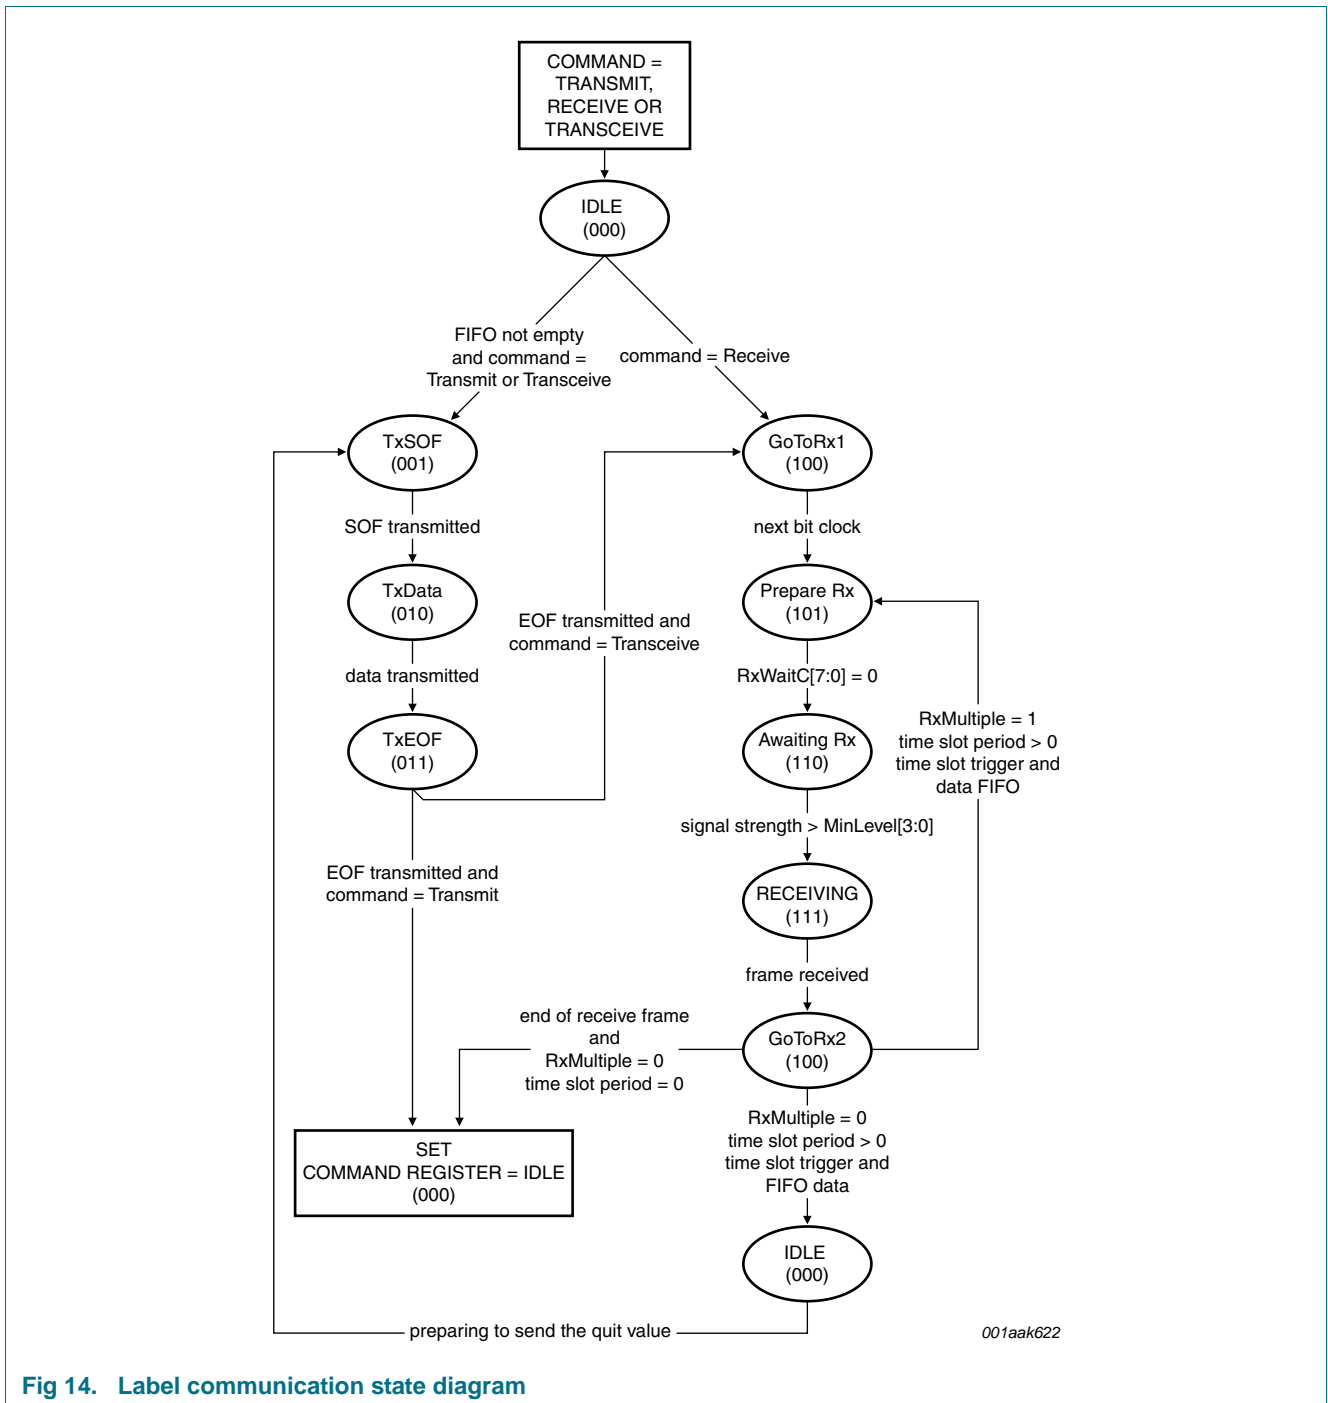 COMMAND =
TRANSMIT,
RECEIVE OR
TRANSCEIVE
IDLE
(000)
FIFO not empty
and command =
Transmit or Transceive
command = Receive
TxSOF
(001)
GoToRx1
(100)
SOF transmitted
next bit clock
TxData
(010)
Prepare Rx
(101)
EOF transmitted and
command = Transceive
data transmitted
RxWaitC[7:0] = 0
TxEOF
(011)
Awaiting Rx
(110)
RxMultiple = 1
time slot period > 0
time slot trigger and
data FIFO
signal strength > MinLevel[3:0]
EOF transmitted and
command = Transmit
RECEIVING
(111)
frame received
end of receive frame
and
RxMultiple = 0
time slot period = 0
GoToRx2
(100)
RxMultiple = 0
time slot period > 0
time slot trigger and
FIFO data
SET
COMMAND REGISTER = IDLE
(000)
IDLE
(000)
preparing to send the quit value
001aak622
Fig 14. Label communication state diagram